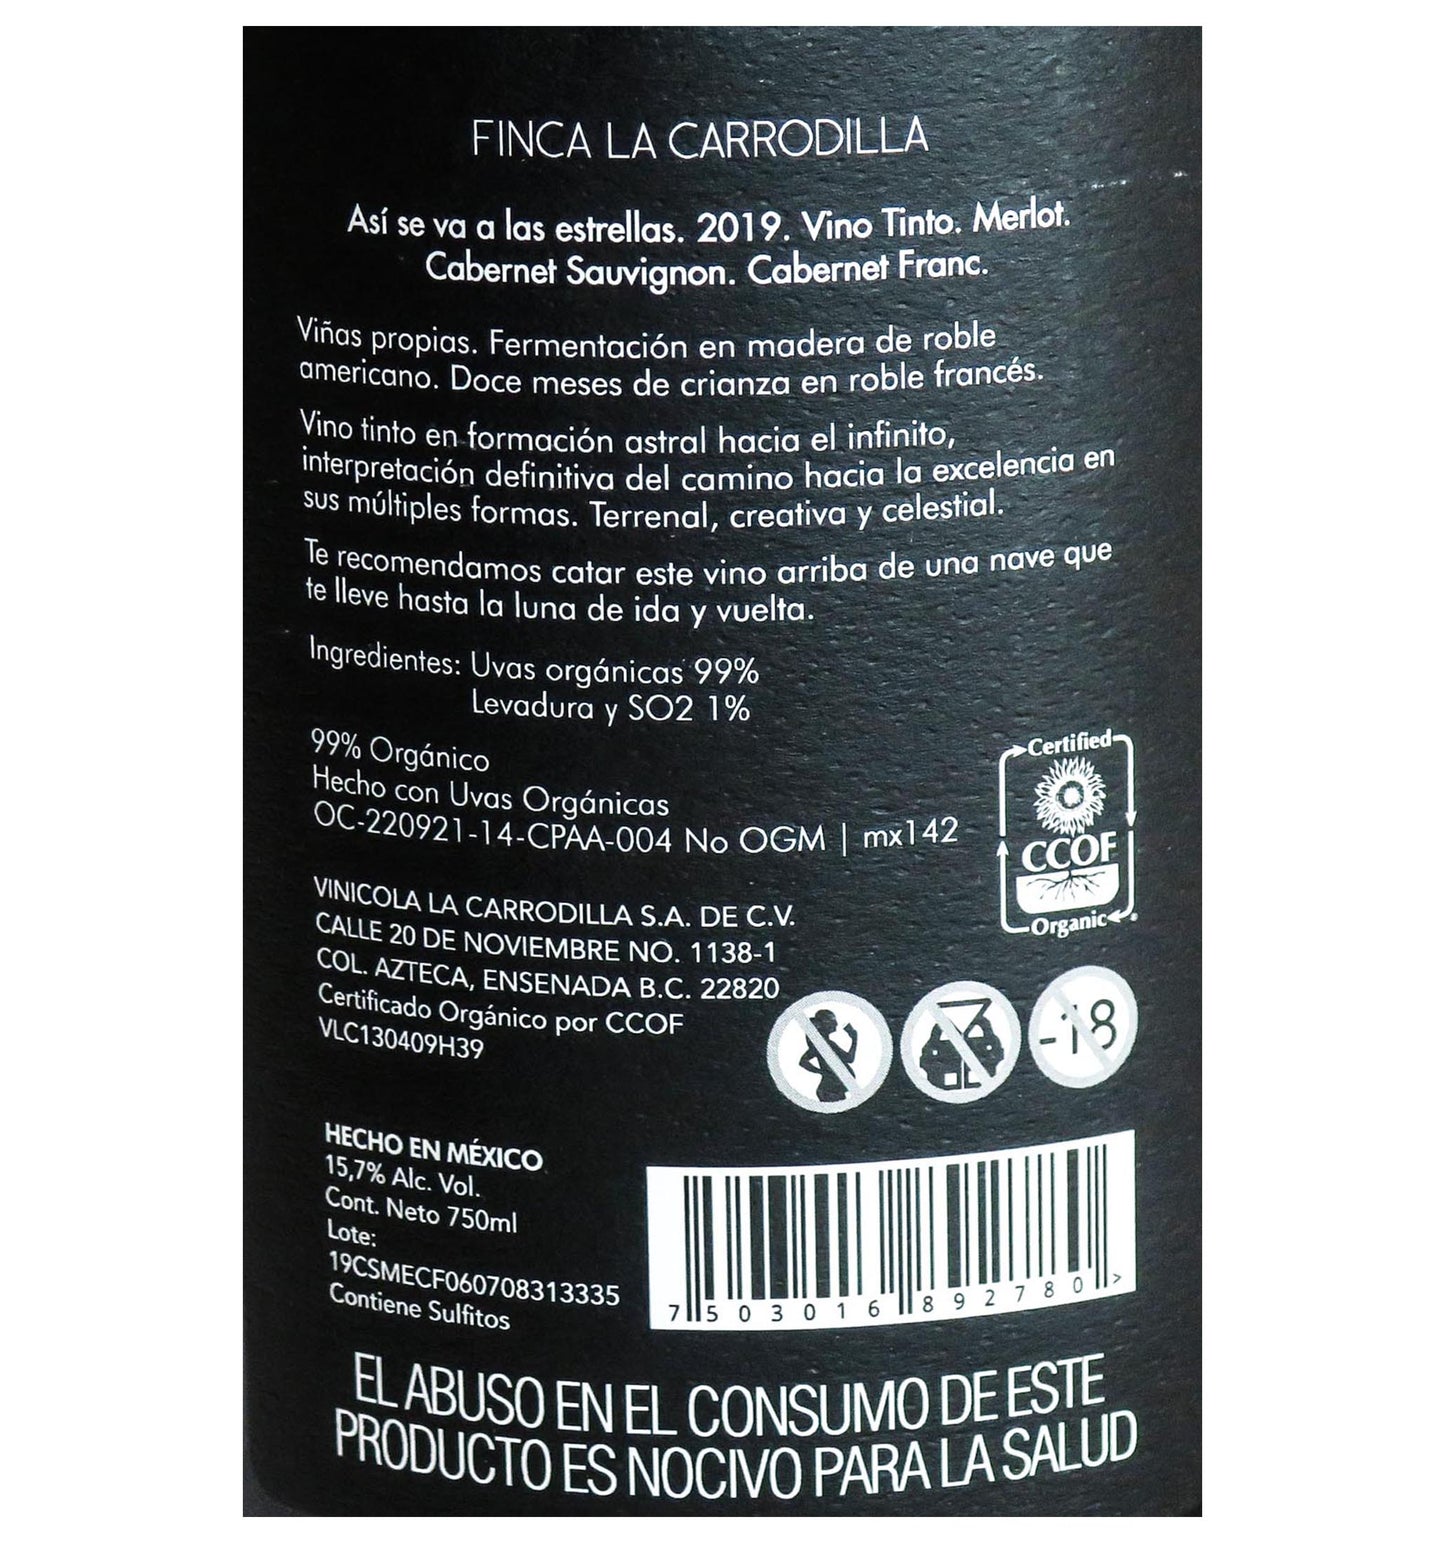 FINCA LA CARRODILLA
Así se va a las estrellas. 2019. Vino Tinto. Merlot.
Cabernet Sauvignon. Cabernet Franc.
Viñas propias. Fermentación en madera de roble
americano. Doce meses de crianza en roble francés.
Vino tinto en formación astral hacia el infinito,
interpretación definitiva del camino hacia la excelencia en
sus múltiples formas. Terrenal, creativa y celestial.
Te recomendamos catar este vino arriba de una nave que
te lleve hasta la luna de ida y vuelta.
Ingredientes: Uvas orgánicas 99%
Levadura y SO2 1%
99% Orgánico
Hecho con Uvas Orgánicas
OC-220921-14-CPAA-004 No OGM | mx142
Certified
CCOF
Organic
VINICOLA LA CARRODILLA S.A. DE C.V.
CALLE 20 DE NOVIEMBRE NO. 1138-1
COL. AZTECA, ENSENADA B.C. 22820
Certificado Orgánico por CCOF
VLC130409H39
-18
HECHO EN MÉXICO
15,7% Alc. Vol.
Cont. Neto 750ml
Lote:
19CSMECF060708313335
Contiene Sulfitos
7 503016 892780 >
EL ABUSO EN EL CONSUMO DE ESTE
PRODUCTO ES NOCIVO PARA LA SALUD